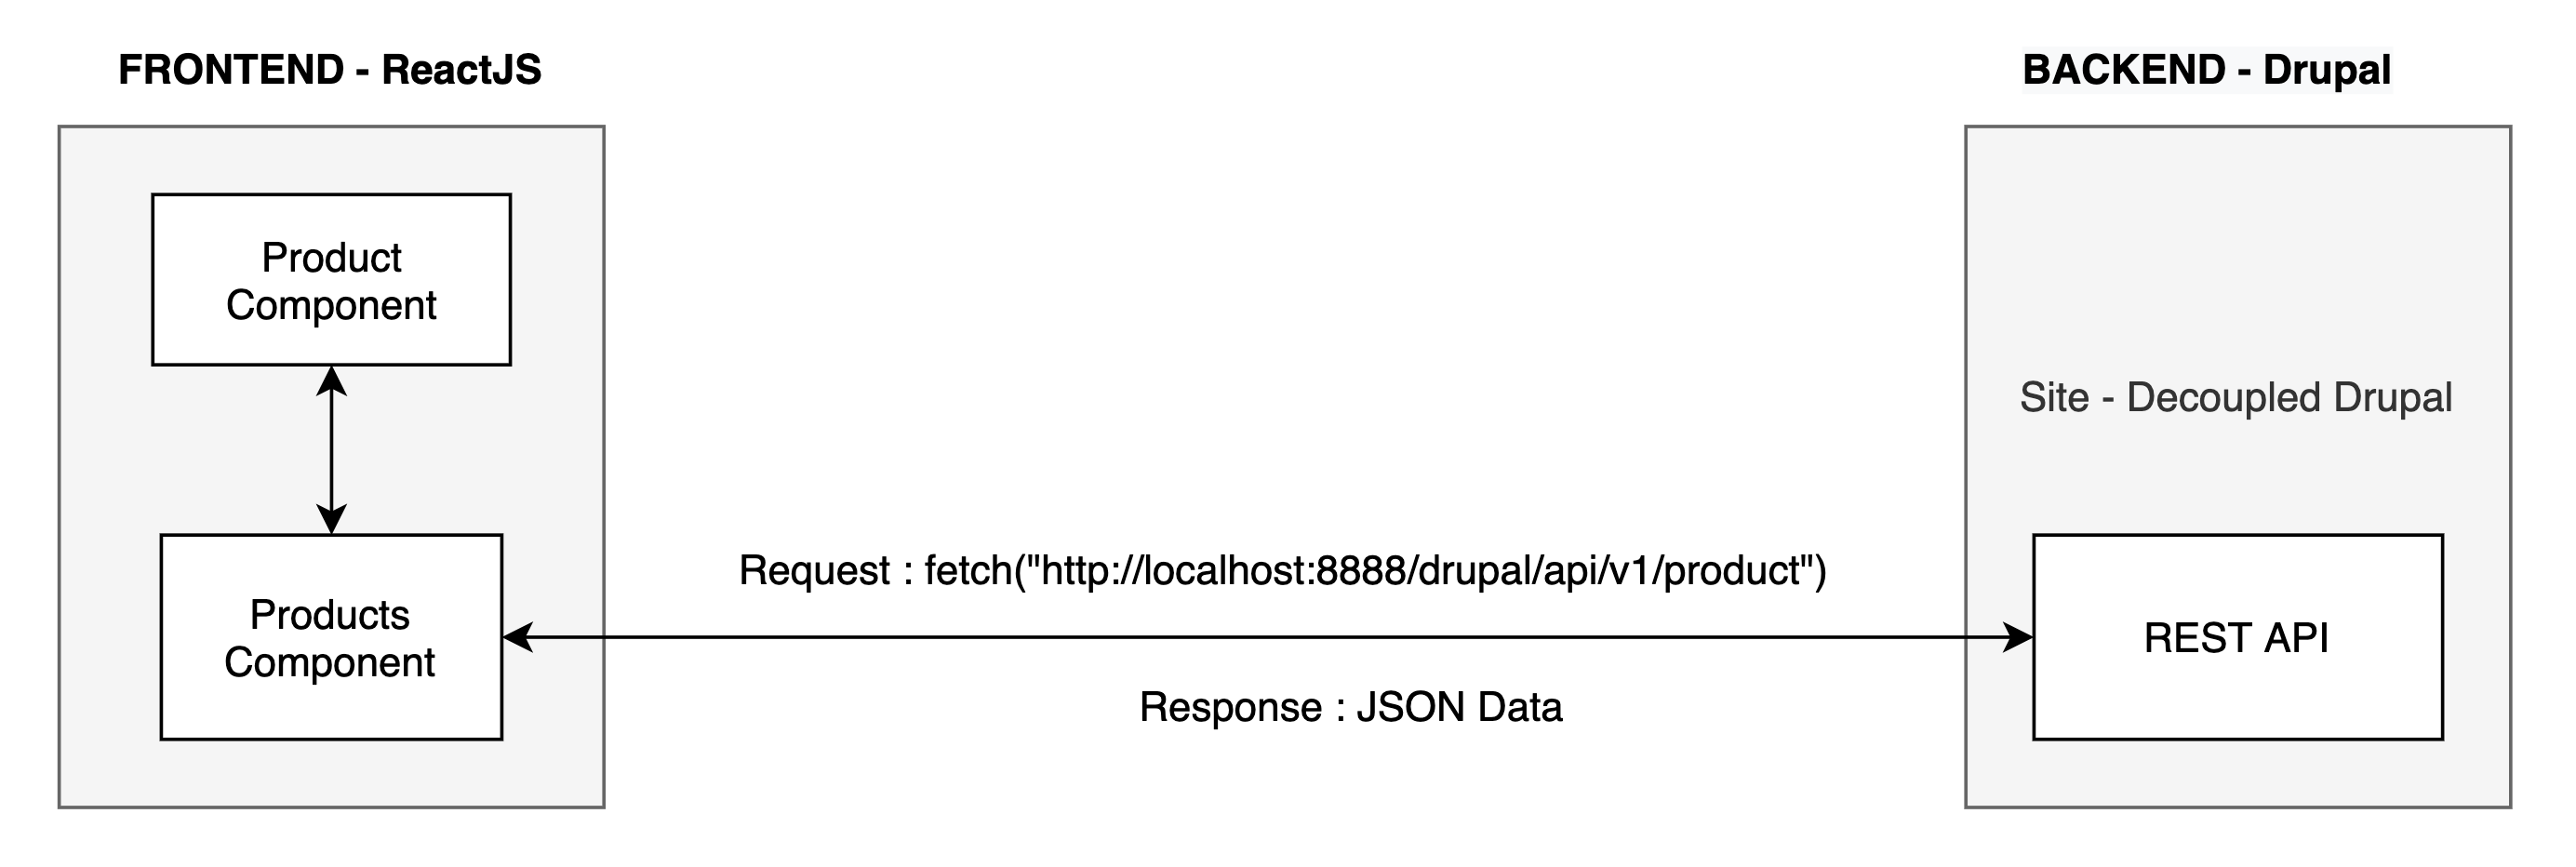 FRONTEND - ReactJS
BACKEND - Drupal
Product
Component
Site - Decoupled Drupal
Request : fetch("http://localhost:8888/drupal/api/v1/product")
Products
Component
REST API
Response : JSON Data